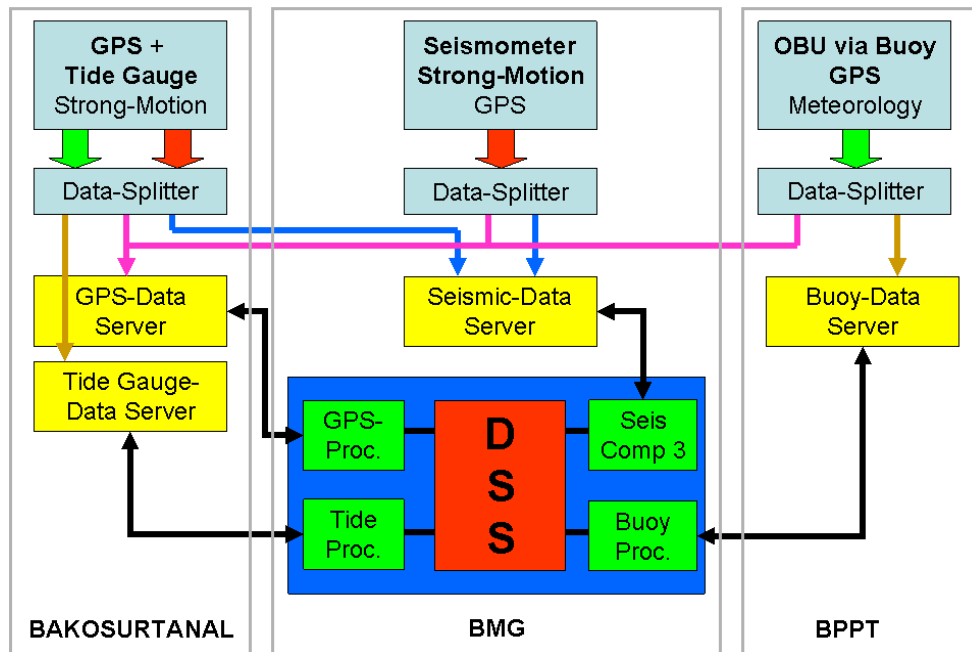 GPS +
Tide Gauge
Strong-Motion
Seismometer
Strong-Motion
GPS
OBU via Buoy
GPS
Meteorology
Data-Splitter
Data-Splitter
Data-Splitter
GPS-Data
Server
Seismic-Data
Server
Buoy-Data
Server
Tide Gauge-
Data Server
GPS-
Proc.
D
S
S
Seis
Comp 3
Tide
Proc.
Buoy
Proc.
BAKOSURTANAL
BMG
BPPT